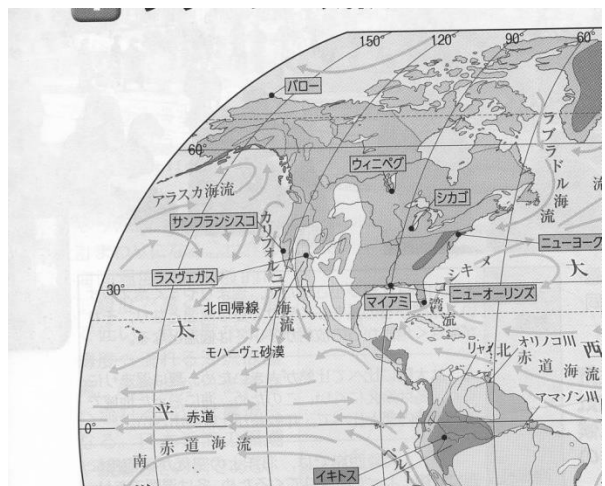 150°
120°
90°
60°
バロー
60°
ウィニペグ
ラブラドル海流
アラスカ海流
シカゴ
サンフランシスコ
カリフォルニア海流
ニューヨーク
ラスヴェガス
メキシコ湾流
大
30°
北回帰線
マイアミ
ニューオーリンズ
太
モハーヴェ砂漠
リャノ
オリノコ川
西
北赤道海流
アマゾン川
平
赤道
0°
赤道海流
南
ペルー
イキトス